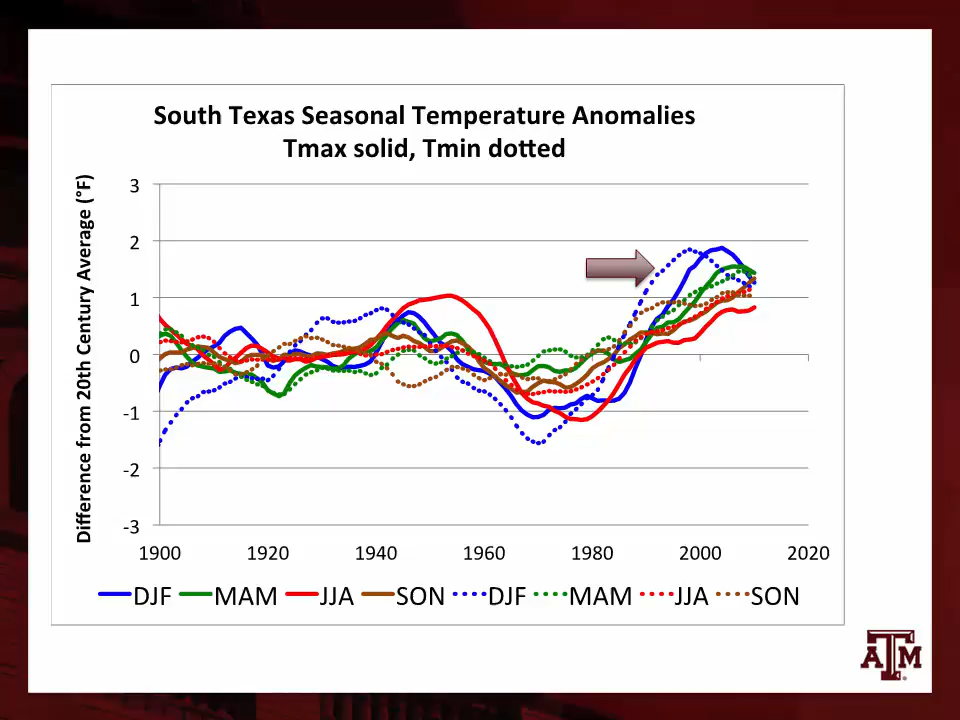 South Texas Seasonal Temperature Anomalies
Tmax solid, Tmin dotted
Difference from 20th Century Average (°F)
3
2
1
0
-1
-2
-3
1900 1920 1940 1960 1980 2000 2020
DJF MAM JJA SON DJF MAM JJA SON
ATM